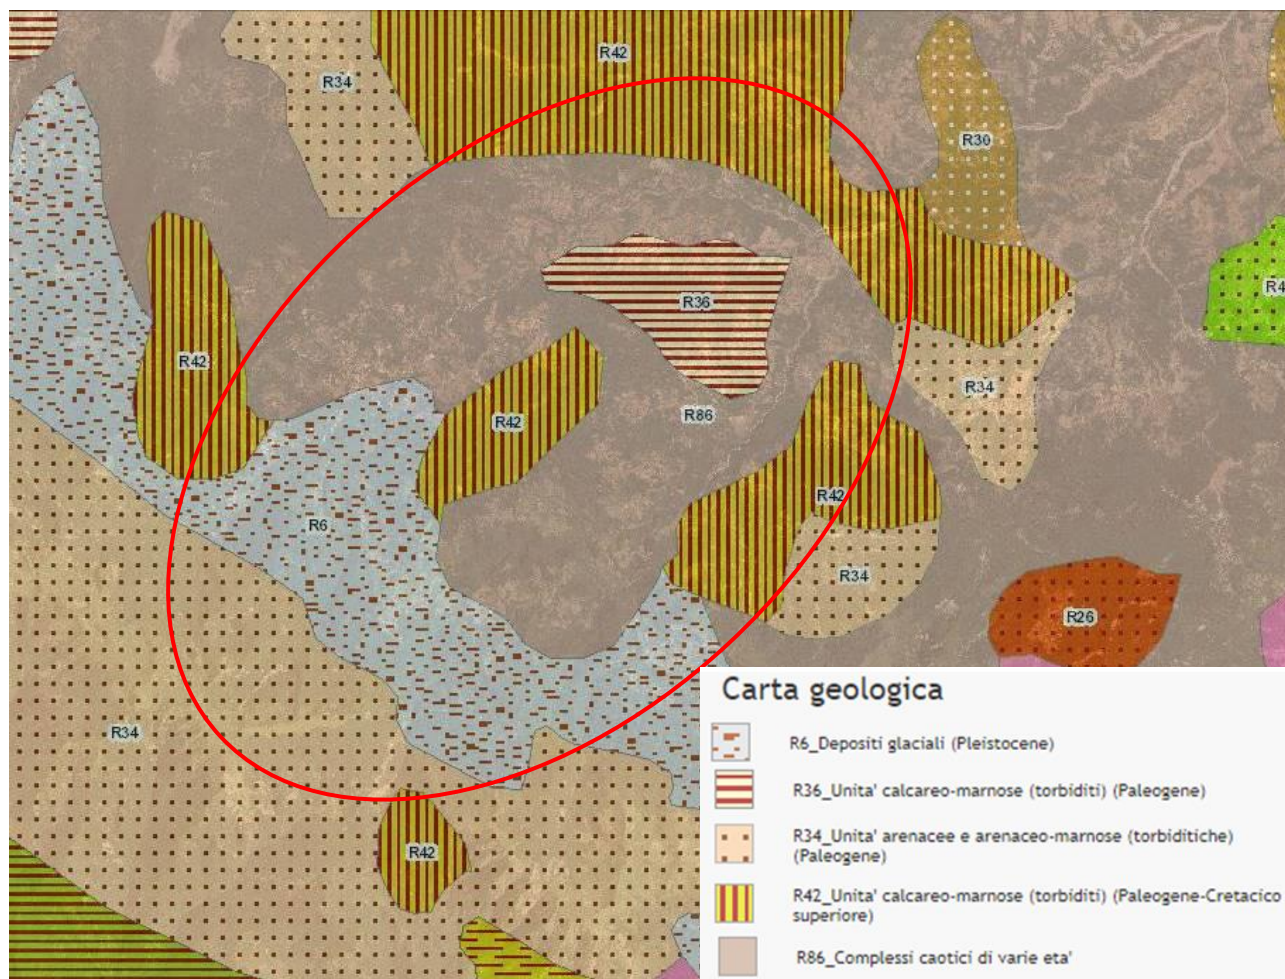 R42
R34
R30
R36
R4
R42
R34
R42
R86
R42
R6
R34
R26
R34
R42
Carta geologica
R6_Depositi glaciali (Pleistocene)
R36_Unita' calcareo-marnose (torbiditi) (Paleogene)
R34_Unita' arenacee e arenaceo-marnose (torbiditiche)
(Paleogene)
R42_Unita' calcareo-marnose (torbiditi) (Paleogene-Cretacico
superiore)
R86_Complessi caotici di varie eta'